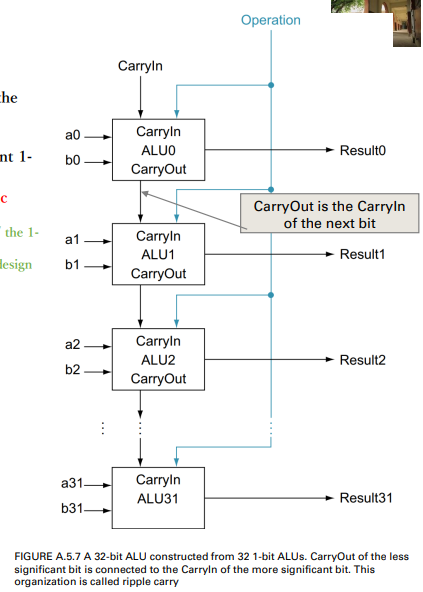 Operation
CarryIn
the
a0
b0
CarryIn
ALU0
CarryOut
Result0
nt 1-
c
CarryOut is the CarryIn
of the next bit
the 1-
design
a1
b1
CarryIn
ALU1
CarryOut
Result1
a2
b2
CarryIn
ALU2
CarryOut
Result2
a31
b31
CarryIn
ALU31
Result31
FIGURE A.5.7 A 32-bit ALU constructed from 32 1-bit ALUs. CarryOut of the less
significant bit is connected to the CarryIn of the more significant bit. This
organization is called ripple carry